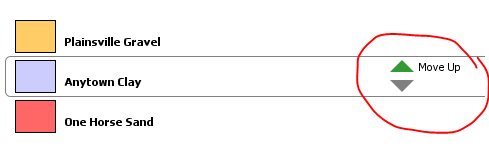 Plainsville Gravel
Anytown Clay
Move Up
One Horse Sand